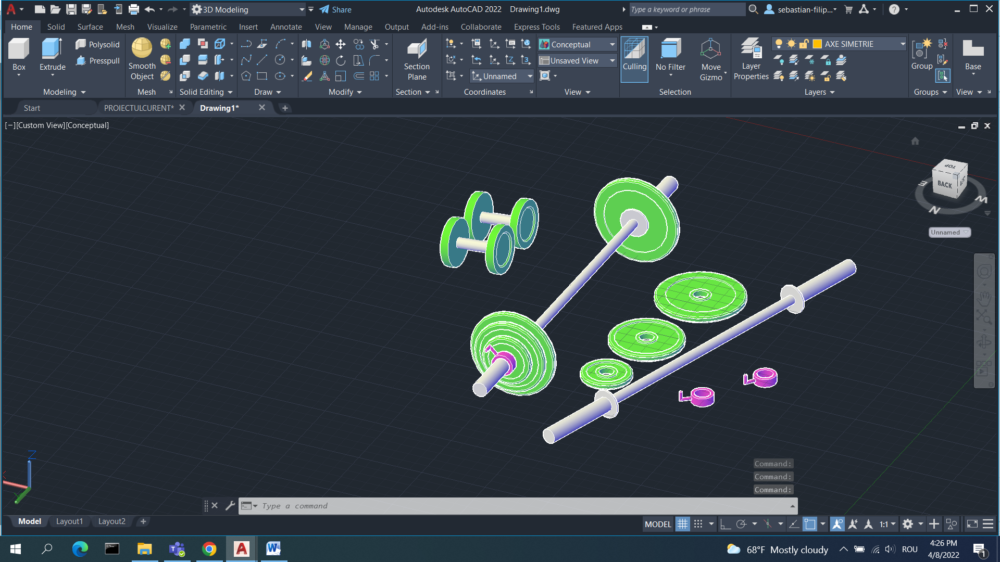 3D Modeling
Share
Autodesk AutoCAD 2022 Drawing1.dwg
Type a keyword or phrase
sebastian-filip...
Home Solid Surface Mesh Visualize Parametric Insert Annotate View Manage Output Add-ins Collaborate Express Tools Featured Apps
Box
Extrude
Polysolid
Presspull
Smooth
Object
Section
Plane
Unnamed
Conceptual
Unsaved View
Culling
No Filter
Move
Gizmo
Layer
Properties
AXE SIMETRIE
Group
Base
Modeling Mesh Solid Editing Draw Modify Section Coordinates View Selection Layers Groups View
Start PROIECTULCURENT* Drawing1*
[−][Custom View][Conceptual]
TOP
BACK
LEFT
E
W
N
Unnamed
Z
Y
Command:
Command:
Command:
Type a command
Model Layout1 Layout2
MODEL
1:1
68°F Mostly cloudy
ROU
4:26 PM
4/8/2022
1